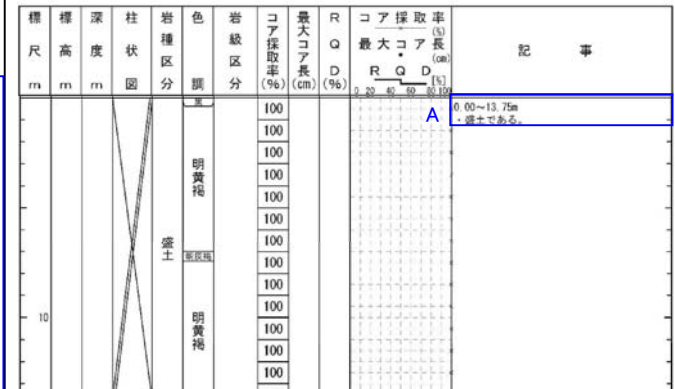 標尺 m
標高 m
深度 m
柱状図
岩種区分
色調
岩級区分
コア採取率(%)
最大コア長(cm)
RQD(%)
コア採取率(%)
最大コア長(cm)
RQD[%]
0 20 40 60 80 100
記事
黒
100
A
0.00～13.75m
・盛土である。
100
100
明黄褐
100
100
100
盛土
100
100
100
10
明黄褐
100
100
100
100